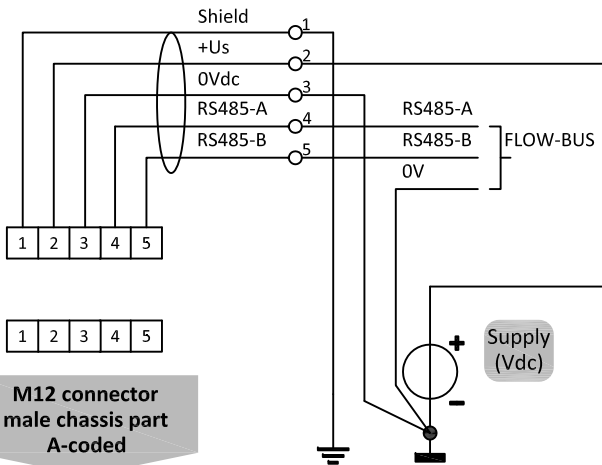 Shield 1
+Us 2
0Vdc 3
RS485-A 4 RS485-A
RS485-B 5 RS485-B FLOW-BUS
0V
1 2 3 4 5
1 2 3 4 5
+ Supply
(Vdc)
−
M12 connector
male chassis part
A-coded